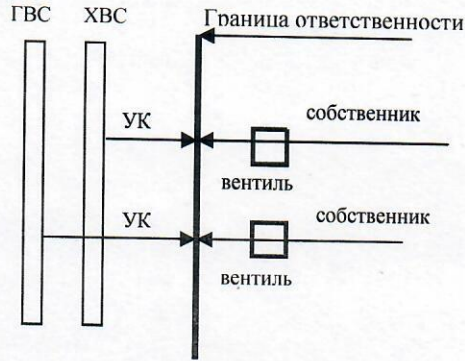 ГВС ХВС Граница ответственности
УК собственник
вентиль
УК собственник
вентиль